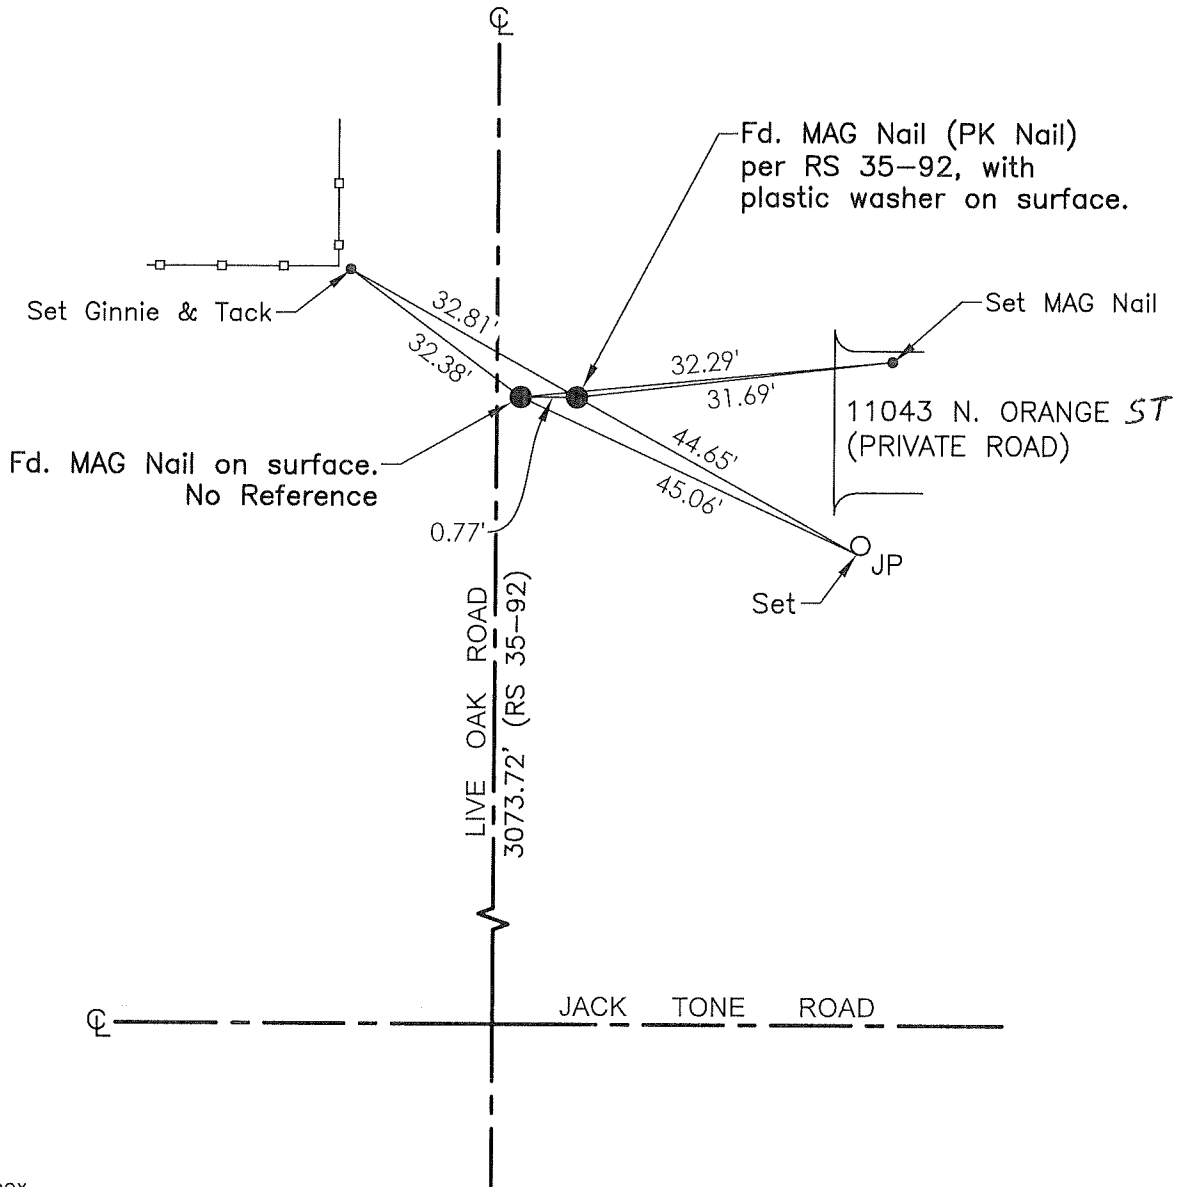 ℄
Fd. MAG Nail (PK Nail)
per RS 35-92, with
plastic washer on surface.
Set Ginnie & Tack
32.81'
32.38'
Set MAG Nail
32.29'
31.69'
11043 N. ORANGE ST
(PRIVATE ROAD)
Fd. MAG Nail on surface.
No Reference
44.65'
45.06'
0.77'
JP
Set
LIVE OAK ROAD
3073.72' (RS 35-92)
℄
JACK TONE ROAD